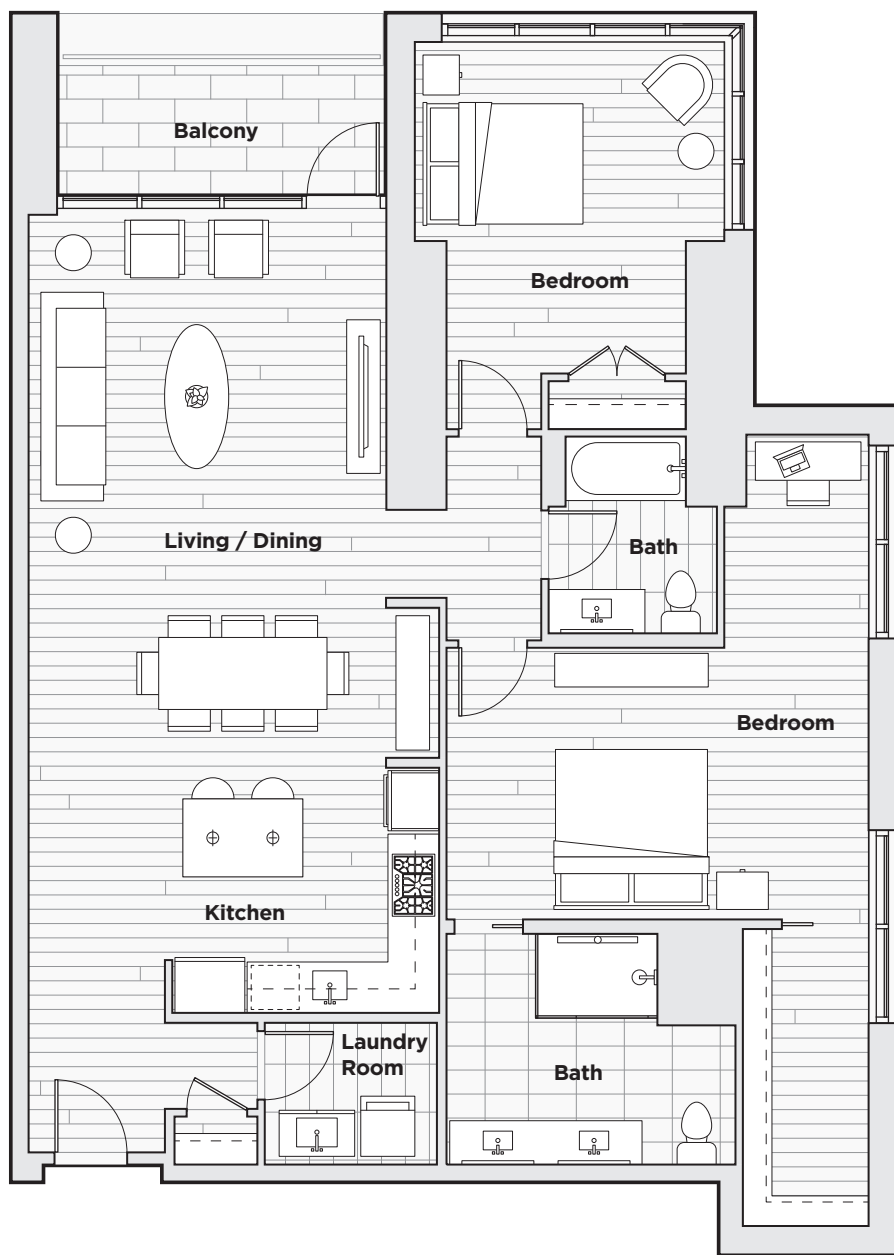 Balcony
Bedroom
Living / Dining
Bath
Bedroom
Kitchen
Laundry
Room
Bath